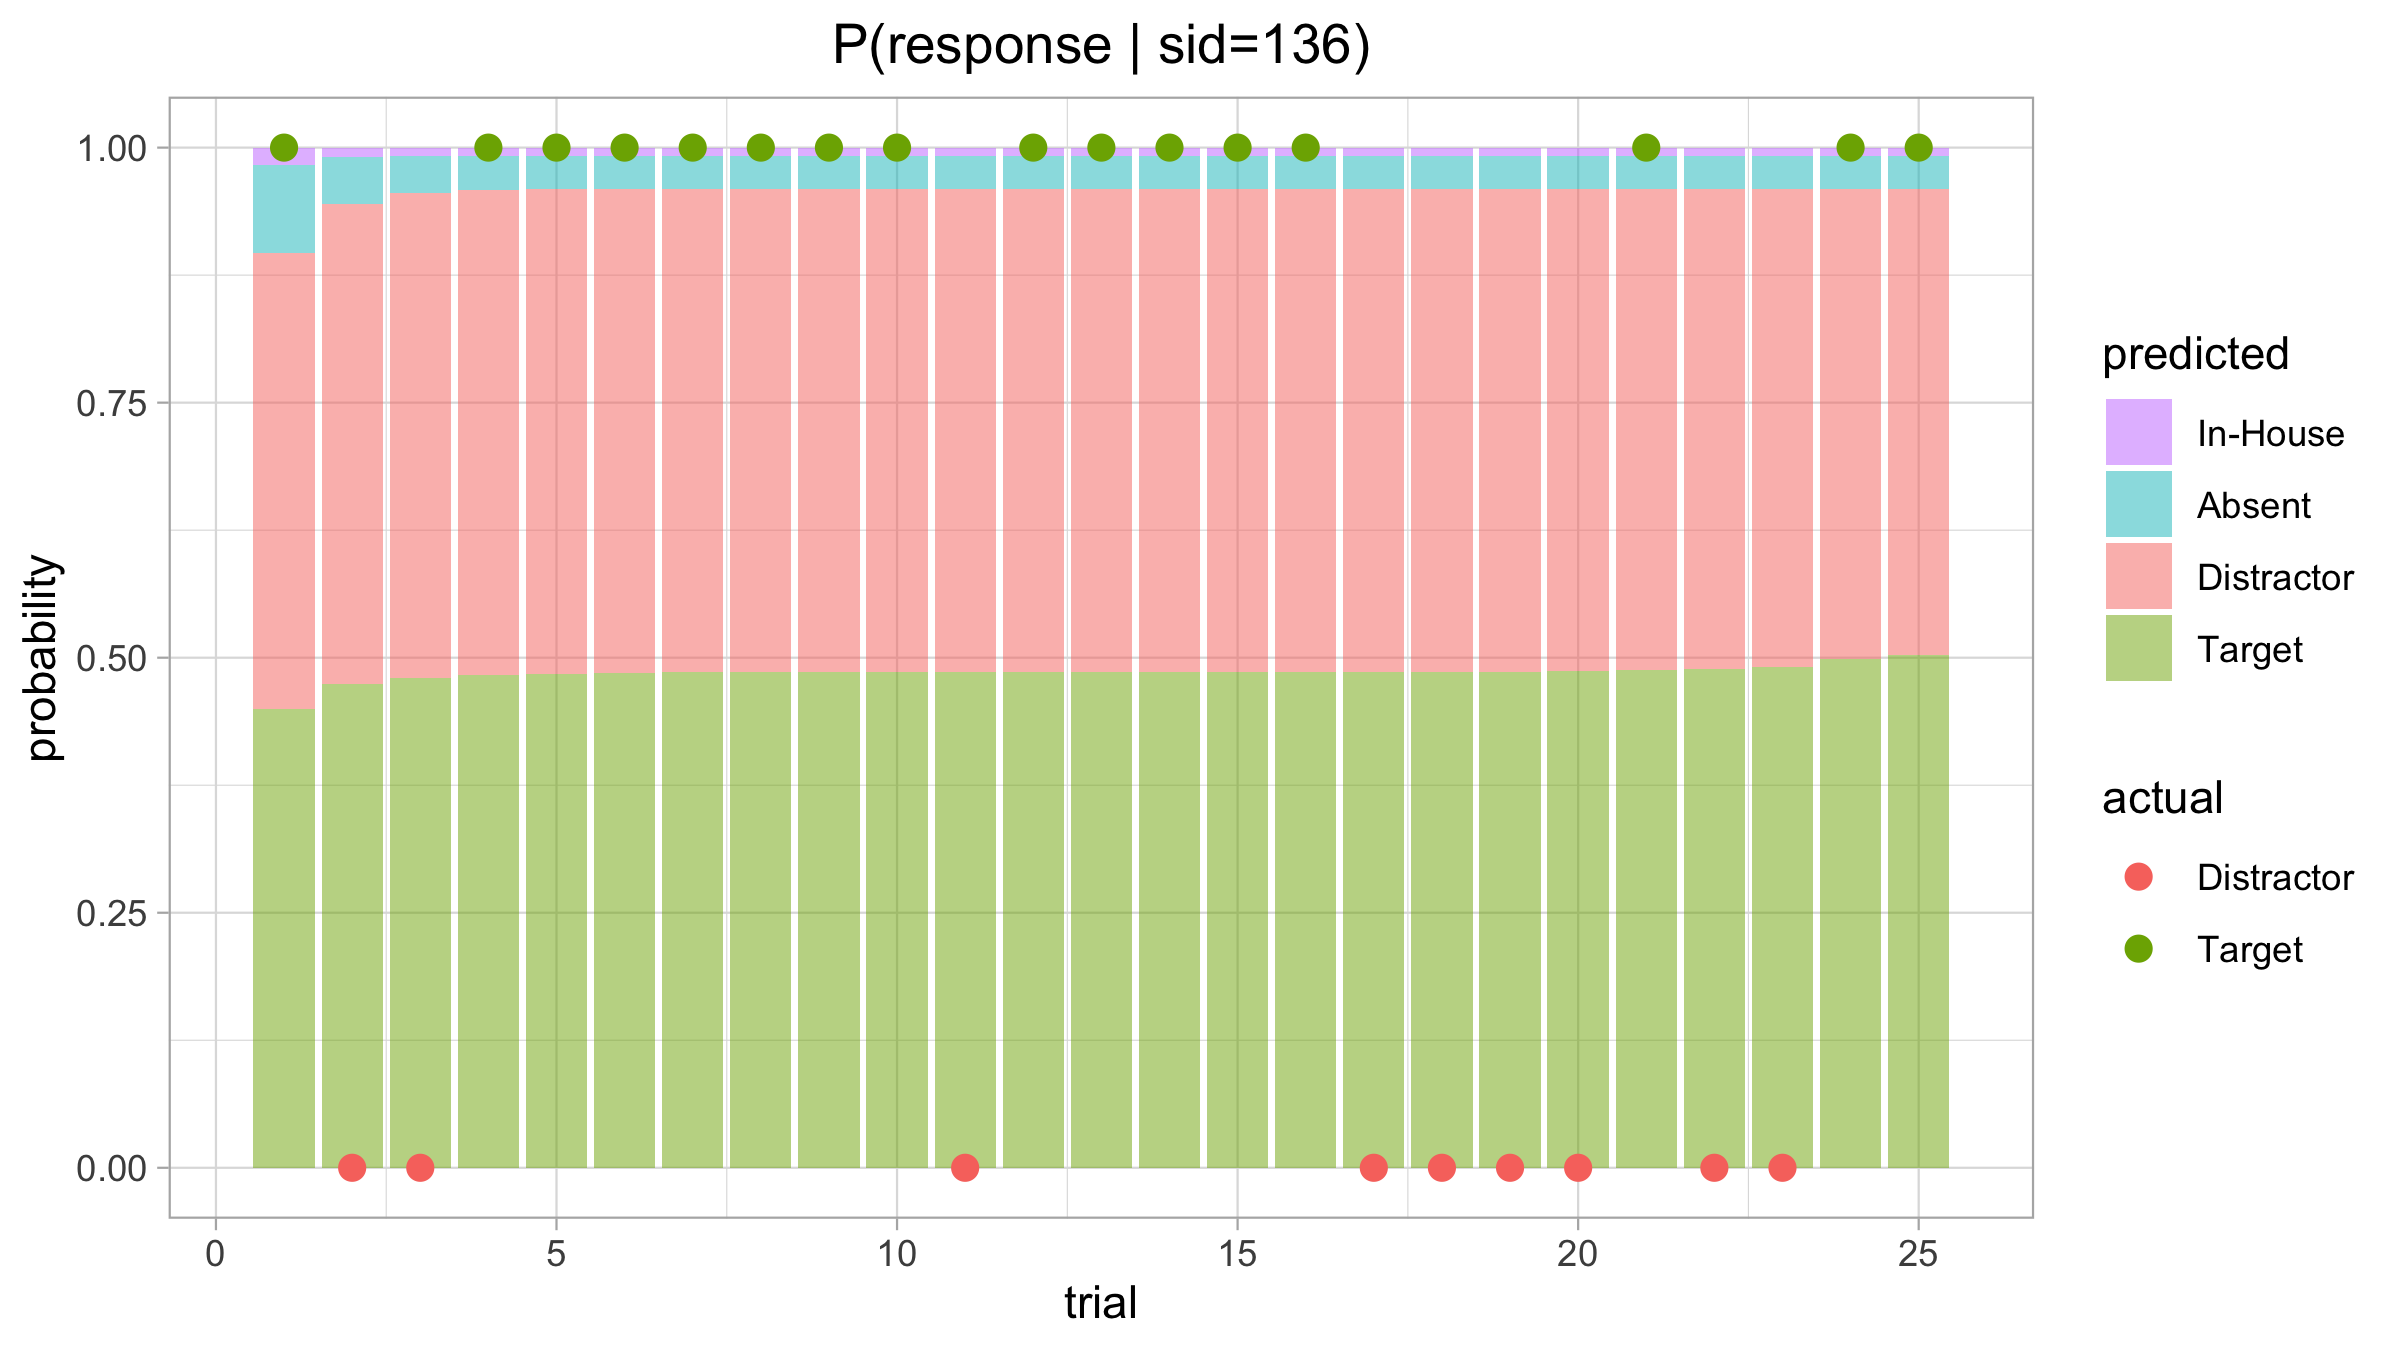 P(response | sid=136)
1.00
0.75
0.50
0.25
0.00
probability
0
5
10
15
20
25
trial
predicted
In-House
Absent
Distractor
Target
actual
Distractor
Target